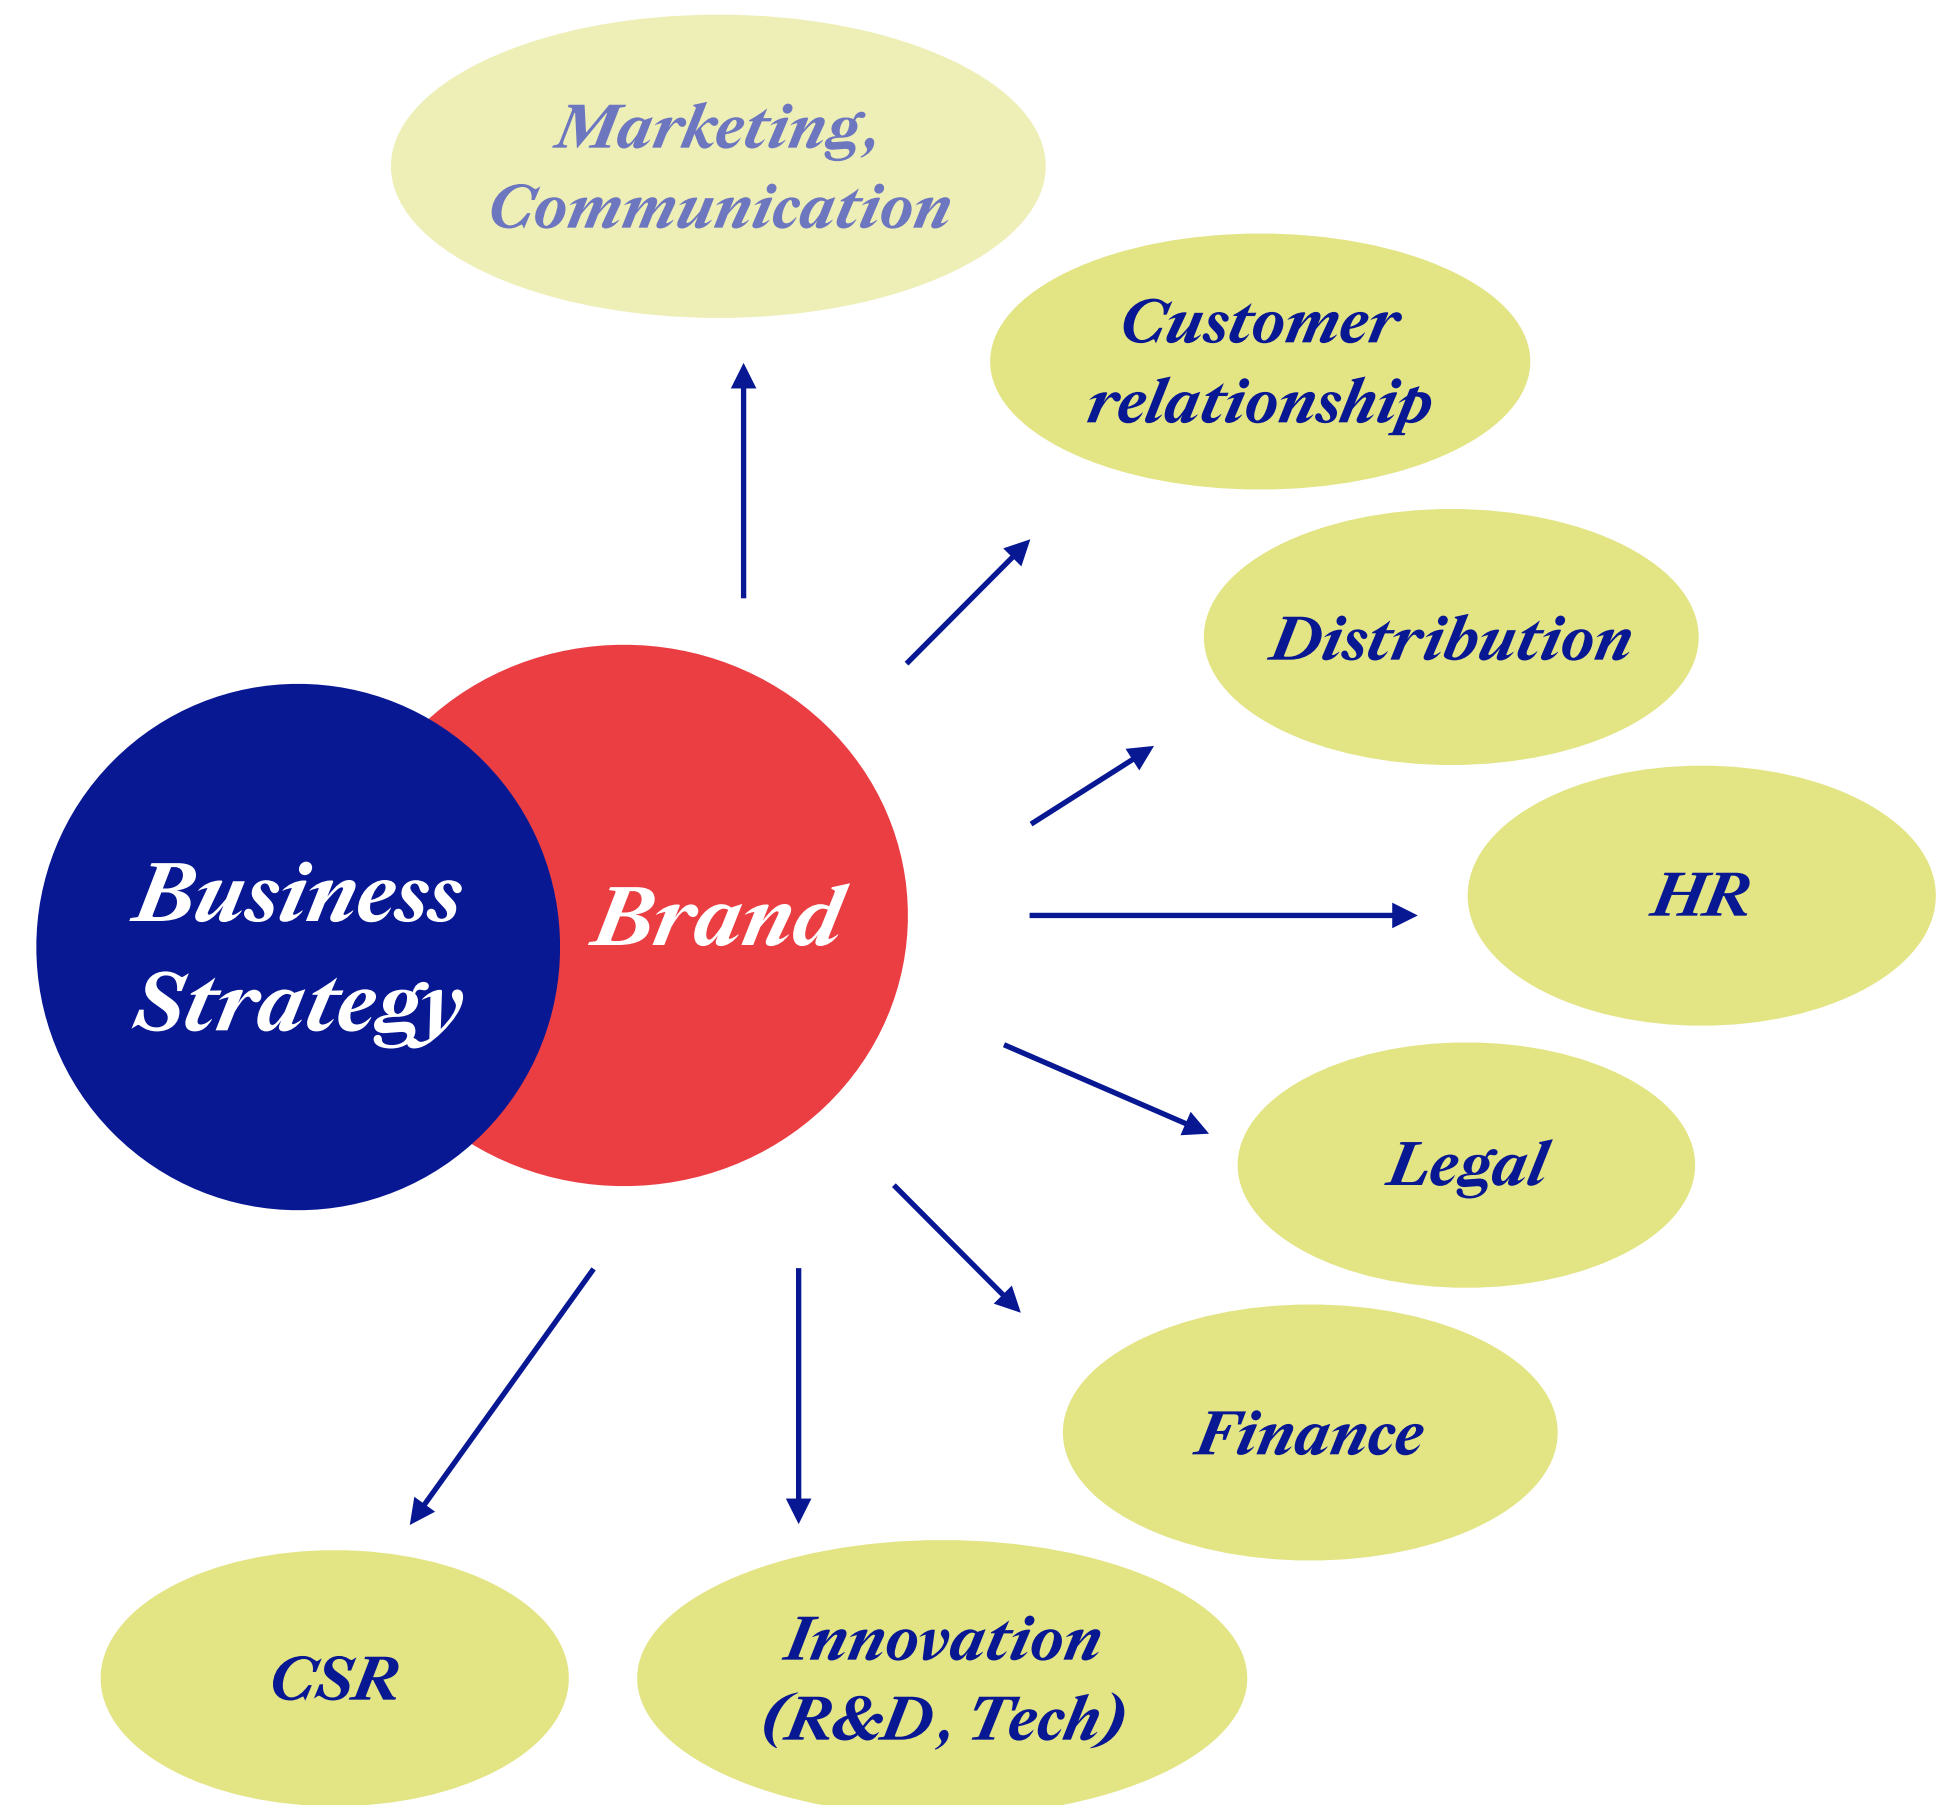 Marketing,
Communication
Customer
relationship
Distribution
Business
Strategy
Brand
HR
Legal
Finance
CSR
Innovation
(R&D, Tech)